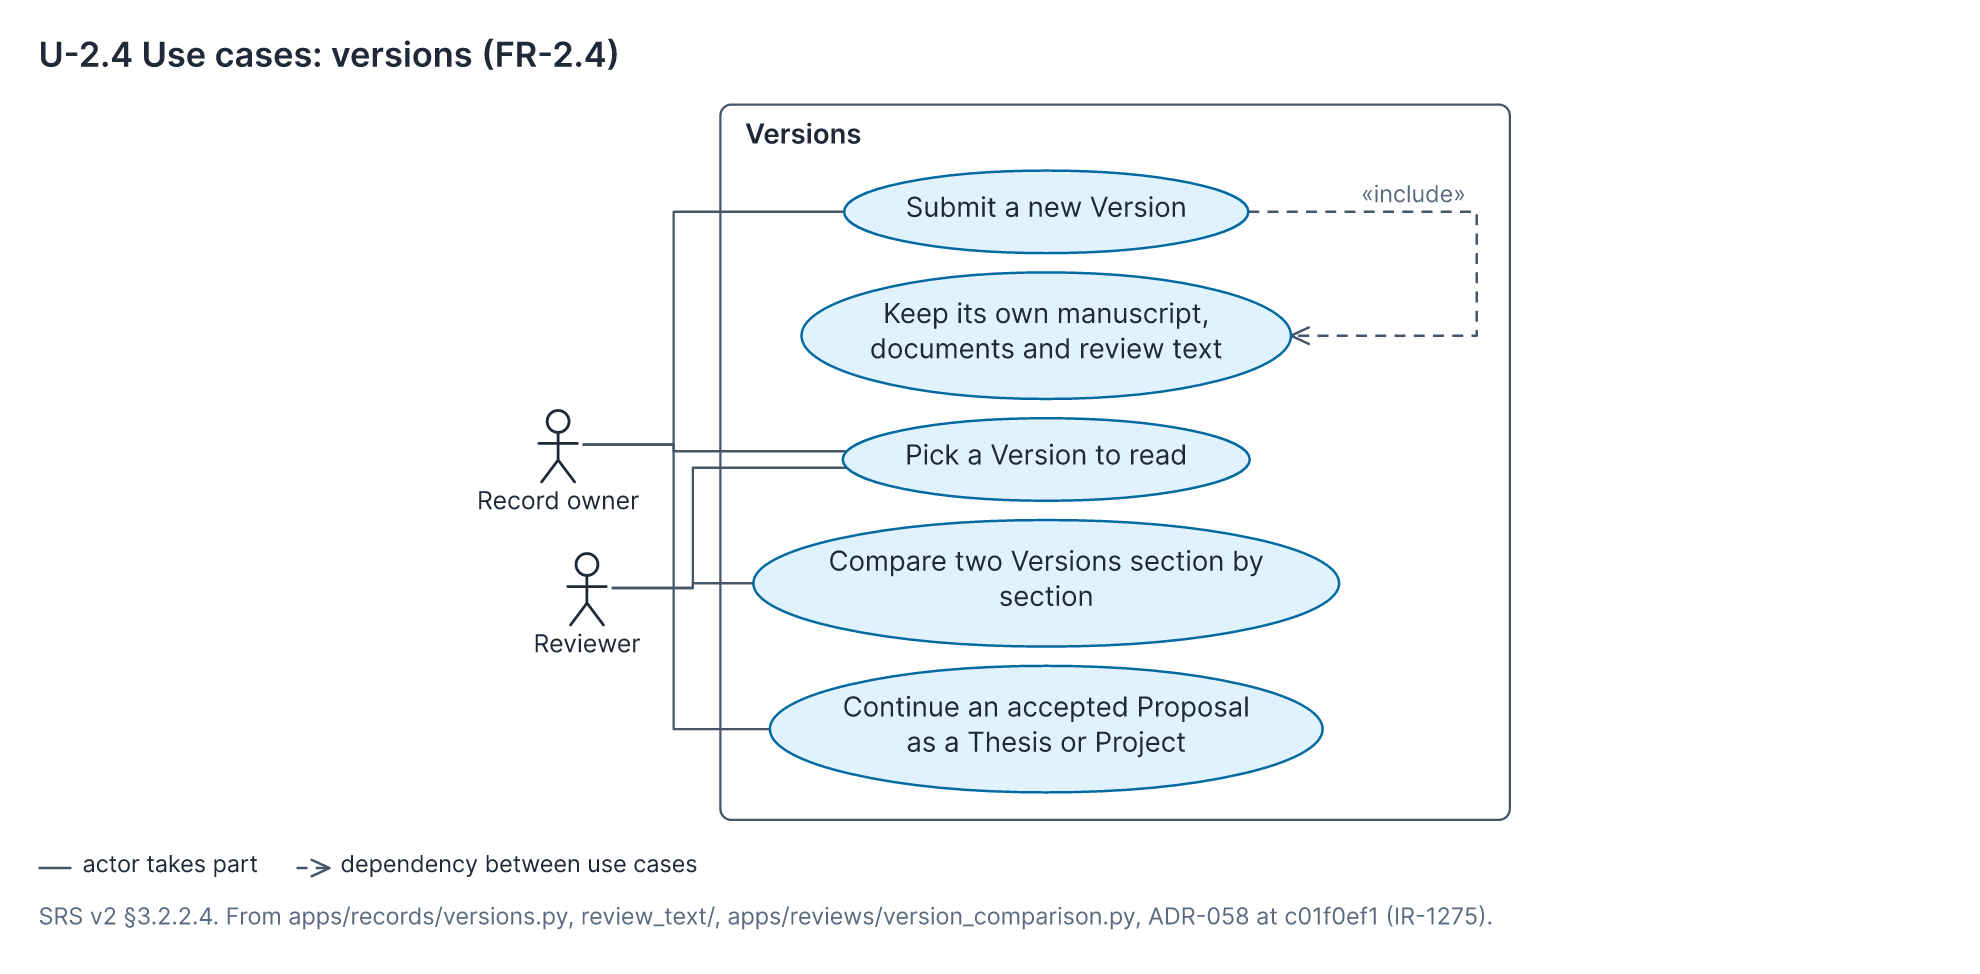 U-2.4 Use cases: versions (FR-2.4)
Versions
«include»
Submit a new Version
Keep its own manuscript,
documents and review text
Pick a Version to read
Record owner
Compare two Versions section by
section
Reviewer
Continue an accepted Proposal
as a Thesis or Project
actor takes part
dependency between use cases
SRS v2 §3.2.2.4. From apps/records/versions.py, review_text/, apps/reviews/version_comparison.py, ADR-058 at c01f0ef1 (IR-1275).